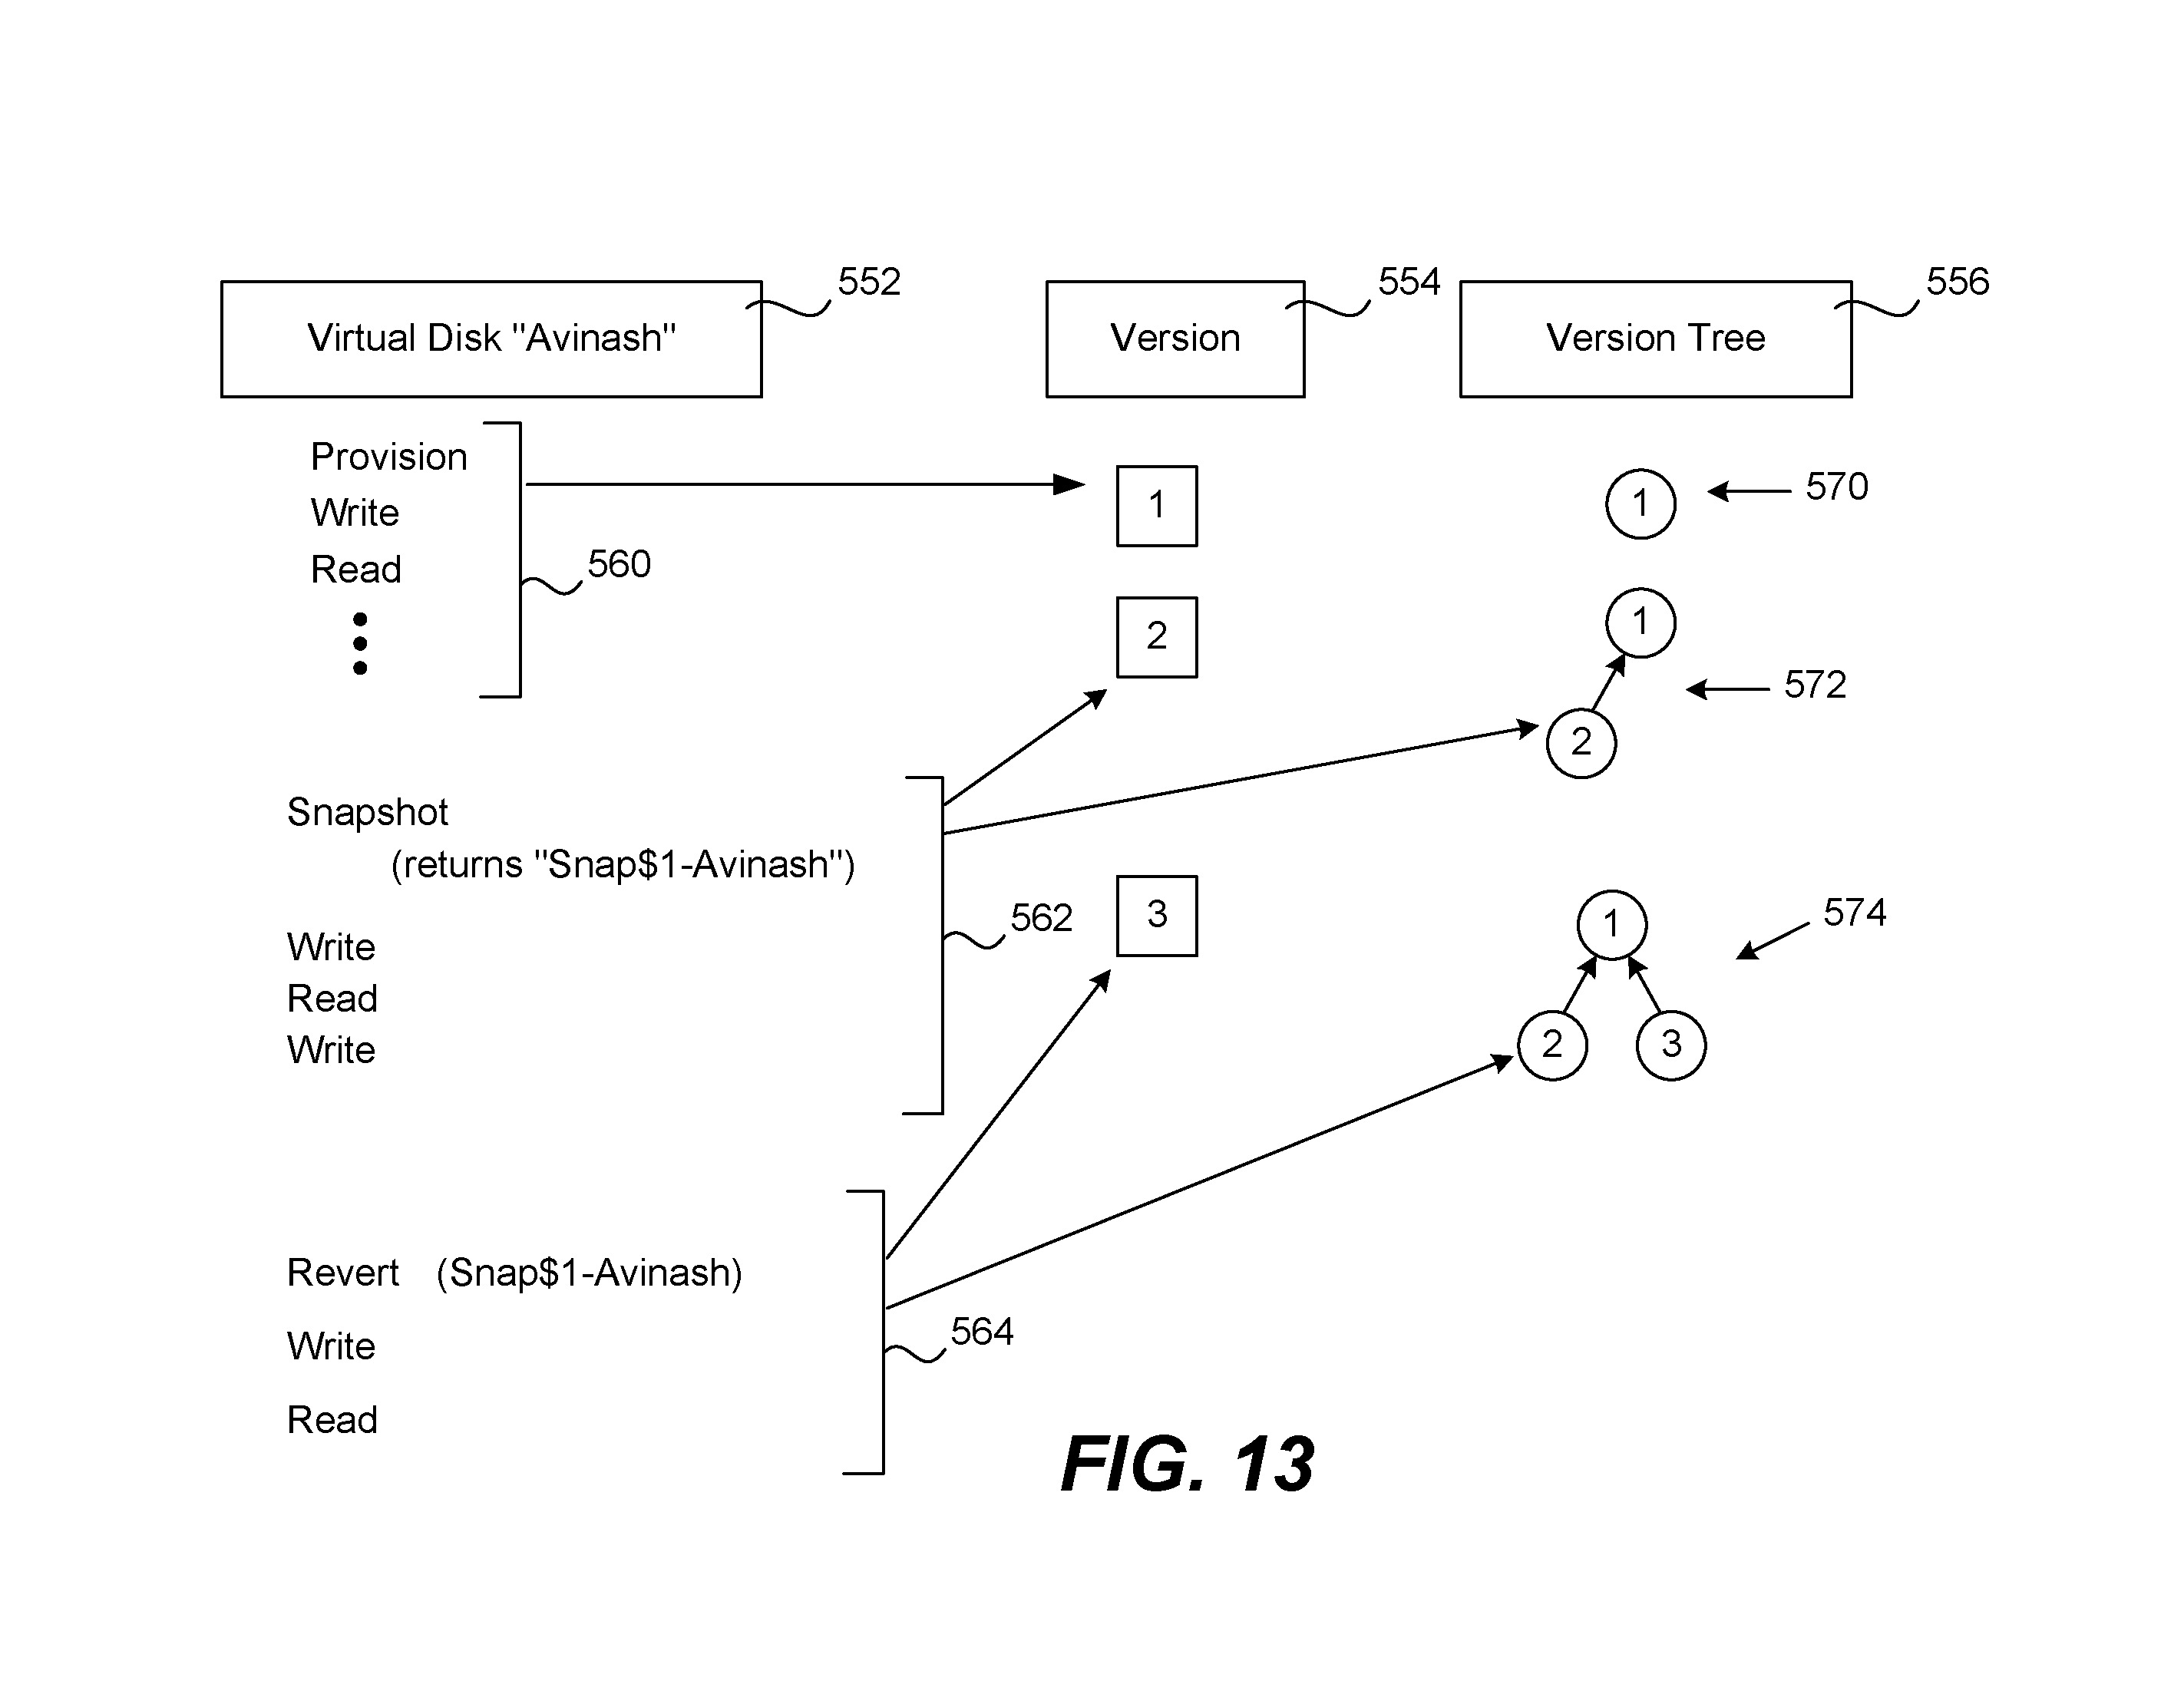 552
554
556
Virtual Disk "Avinash"
Version
Version Tree
Provision
Write
Read
560
1
1
570
2
1
572
2
Snapshot
(returns "Snap$1-Avinash")
Write
Read
Write
562
3
1
574
2
3
Revert (Snap$1-Avinash)
Write
Read
564
FIG. 13